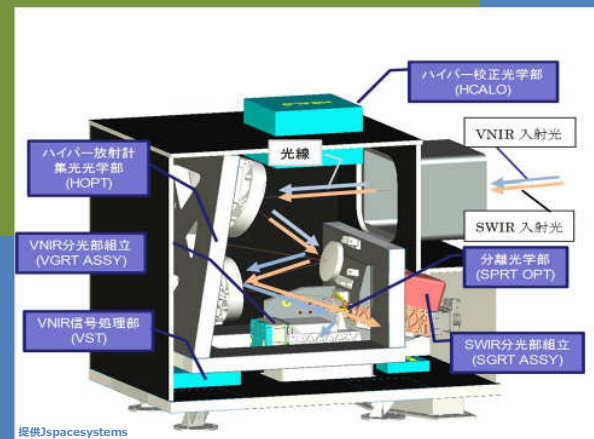 ハイパー校正光学部
(HCALO)
VNIR 入射光
光線
ハイパー放射計
集光光学部
(HOPT)
SWIR 入射光
VNIR分光部組立
(VGRT ASSY)
分離光学部
(SPRT OPT)
VNIR信号処理部
(VST)
SWIR分光部組立
(SGRT ASSY)
提供Jspacesystems